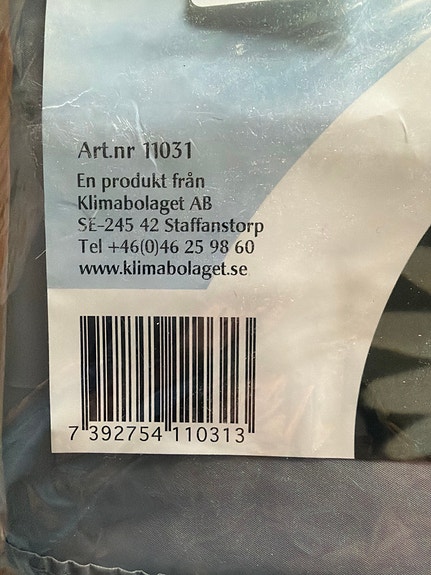 Art.nr 11031
En produkt från
Klimabolaget AB
SE-245 42 Staffanstorp
Tel +46(0)46 25 98 60
www.klimabolaget.se
7 392754 110313